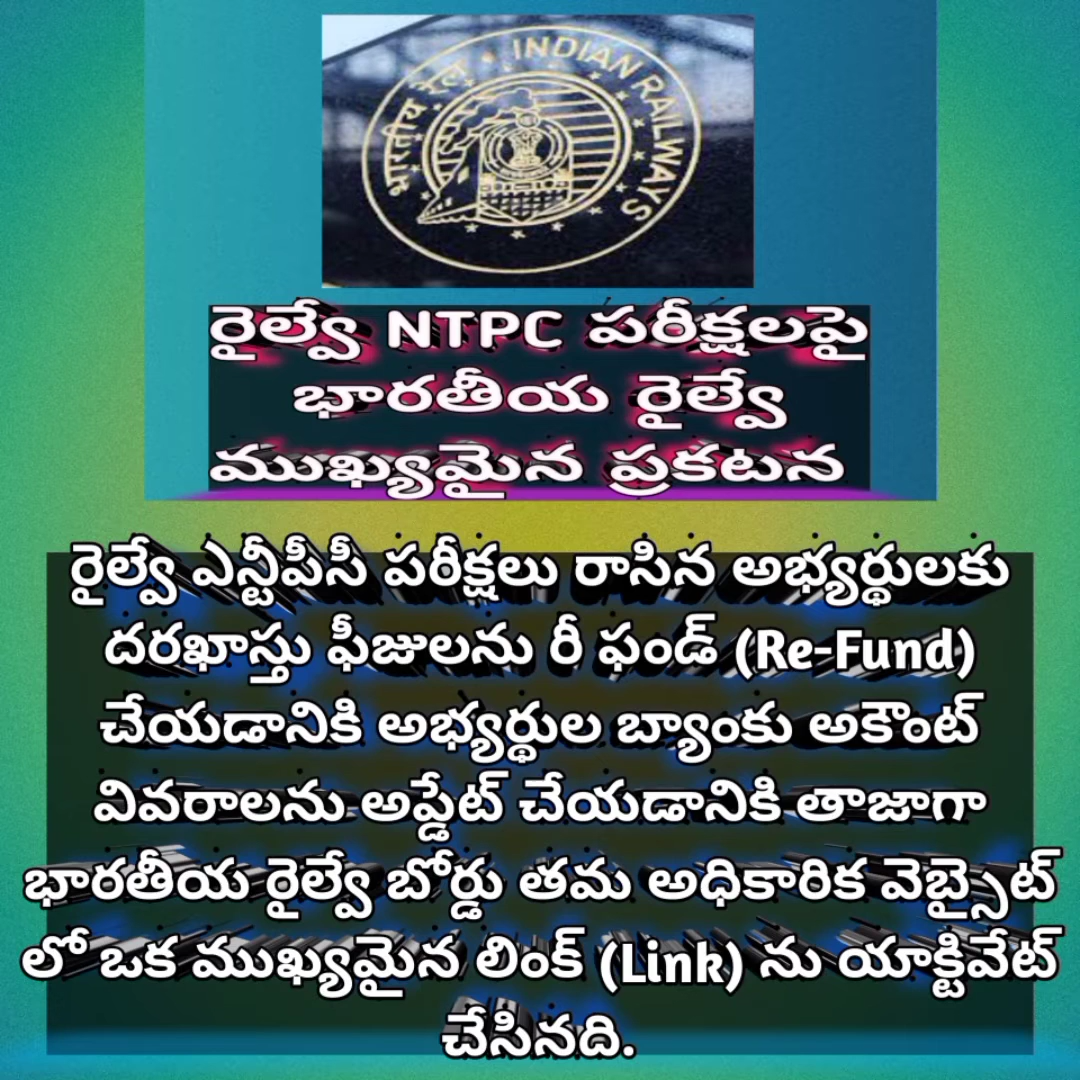 भारतीय रेल • INDIAN RAILWAYS
రైల్వే NTPC పరీక్షలపై
భారతీయ రైల్వే
ముఖ్యమైన ప్రకటన
రైల్వే ఎన్టీపీసీ పరీక్షలు రాసిన అభ్యర్థులకు
దరఖాస్తు ఫీజులను రీ ఫండ్ (Re-Fund)
చేయడానికి అభ్యర్థుల బ్యాంకు అకౌంట్
వివరాలను అప్డేట్ చేయడానికి తాజాగా
భారతీయ రైల్వే బోర్డు తమ అధికారిక వెబ్సైట్
లో ఒక ముఖ్యమైన లింక్ (Link) ను యాక్టివేట్
చేసినది.